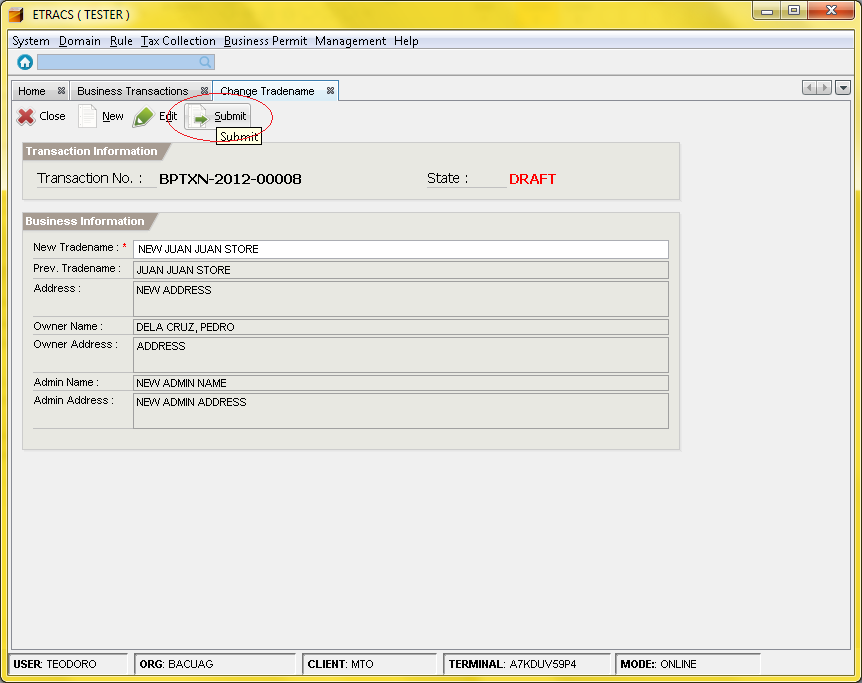 ETRACS ( TESTER )
System Domain Rule Tax Collection Business Permit Management Help
Home Business Transactions Change Tradename
Close New Edit Submit
Submit
Transaction Information
Transaction No. : BPTXN-2012-00008 State : DRAFT
Business Information
New Tradename : * NEW JUAN JUAN STORE
Prev. Tradename : JUAN JUAN STORE
Address : NEW ADDRESS
Owner Name : DELA CRUZ, PEDRO
Owner Address : ADDRESS
Admin Name : NEW ADMIN NAME
Admin Address : NEW ADMIN ADDRESS
USER: TEODORO ORG: BACUAG CLIENT: MTO TERMINAL: A7KDUV59P4 MODE:: ONLINE